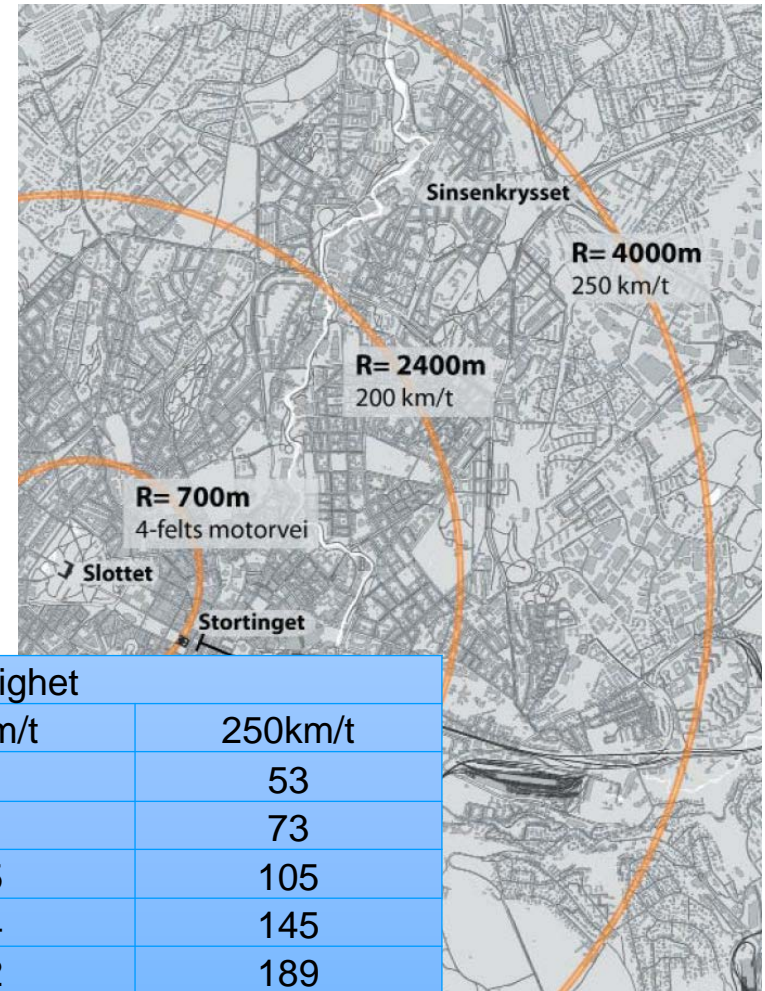 Sinsenkrysset
R= 4000m
250 km/t
R= 2400m
200 km/t
R= 700m
4-felts motorvei
Slottet
Stortinget
250km/t
53
73
105
145
189